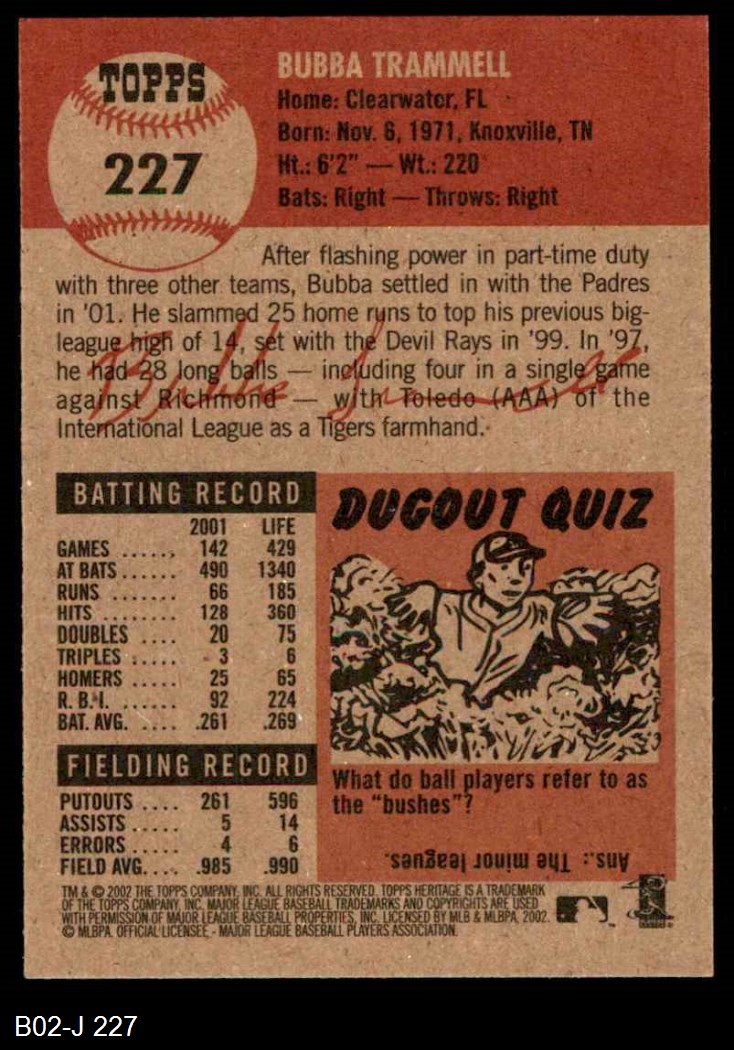 TOPPS
227
BUBBA TRAMMELL
Home: Clearwater, FL
Born: Nov. 6, 1971, Knoxville, TN
Ht.: 6'2" — Wt.: 220
Bats: Right — Throws: Right
After flashing power in part-time duty
with three other teams, Bubba settled in with the Padres
in '01. He slammed 25 home runs to top his previous big-
league high of 14, set with the Devil Rays in '99. In '97,
he had 28 long balls — including four in a single game
against Richmond — with Toledo (AAA) of the
International League as a Tigers farmhand.
BATTING RECORD
2001 LIFE
GAMES ...... 142 429
AT BATS ...... 490 1340
RUNS ....... 66 185
HITS ........ 128 360
DOUBLES .... 20 75
TRIPLES ..... 3 6
HOMERS .... 25 65
R.B.I. ....... 92 224
BAT. AVG. .... .261 .269
FIELDING RECORD
PUTOUTS .... 261 596
ASSISTS ..... 5 14
ERRORS ..... 4 6
FIELD AVG.... .985 .990
DUGOUT QUIZ
What do ball players refer to as
the "bushes"?
Ans.: The minor leagues.
TM & © 2002 THE TOPPS COMPANY, INC. ALL RIGHTS RESERVED. TOPPS HERITAGE IS A TRADEMARK
OF THE TOPPS COMPANY, INC. MAJOR LEAGUE BASEBALL TRADEMARKS AND COPYRIGHTS ARE USED
WITH PERMISSION OF MAJOR LEAGUE BASEBALL PROPERTIES, INC. LICENSED BY MLB & MLBPA, 2002.
© MLBPA. OFFICIAL LICENSEE - MAJOR LEAGUE BASEBALL PLAYERS ASSOCIATION.
B02-J 227